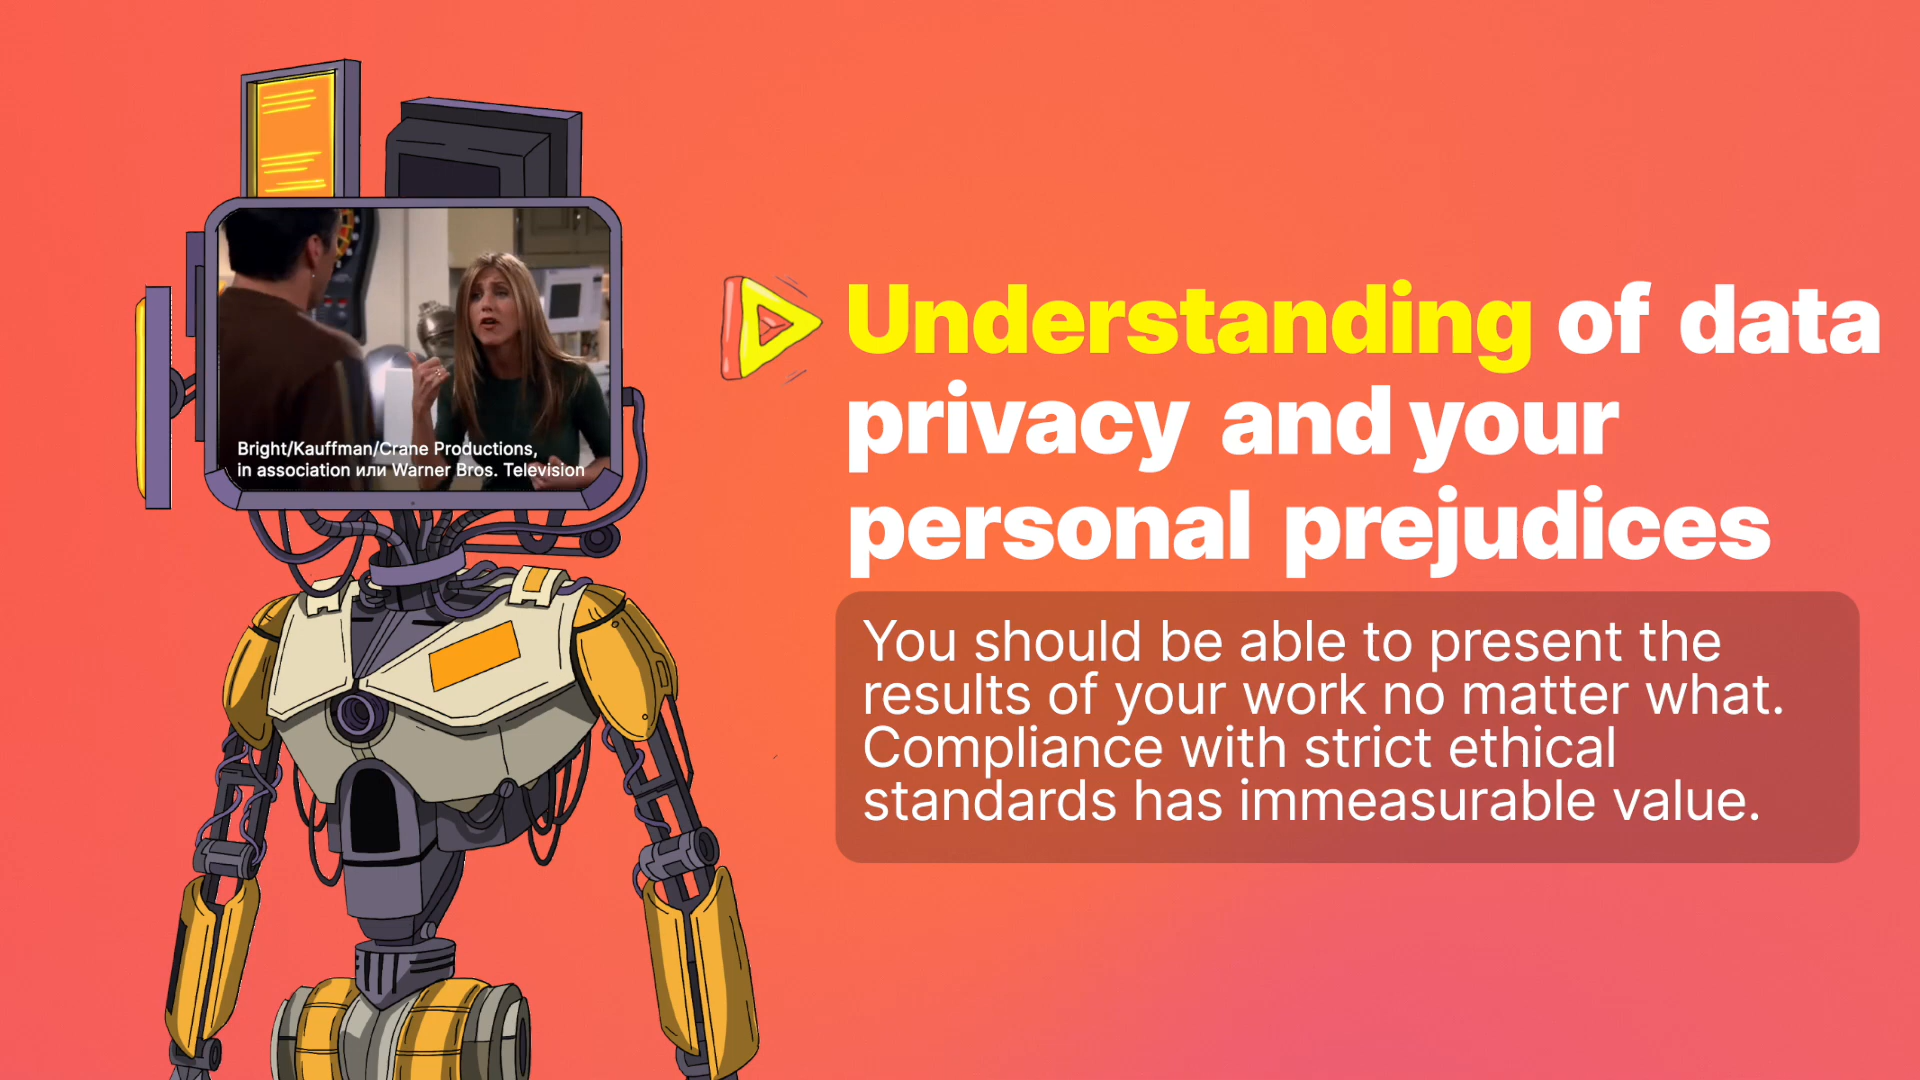 Bright/Kauffman/Crane Productions,
in association или Warner Bros. Television
Understanding of data
privacy and your
personal prejudices
You should be able to present the
results of your work no matter what.
Compliance with strict ethical
standards has immeasurable value.